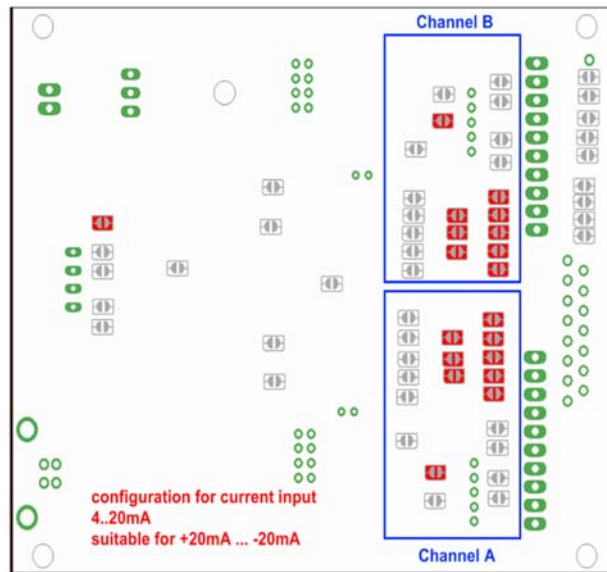 Channel B
configuration for current input
4..20mA
suitable for +20mA ... -20mA
Channel A